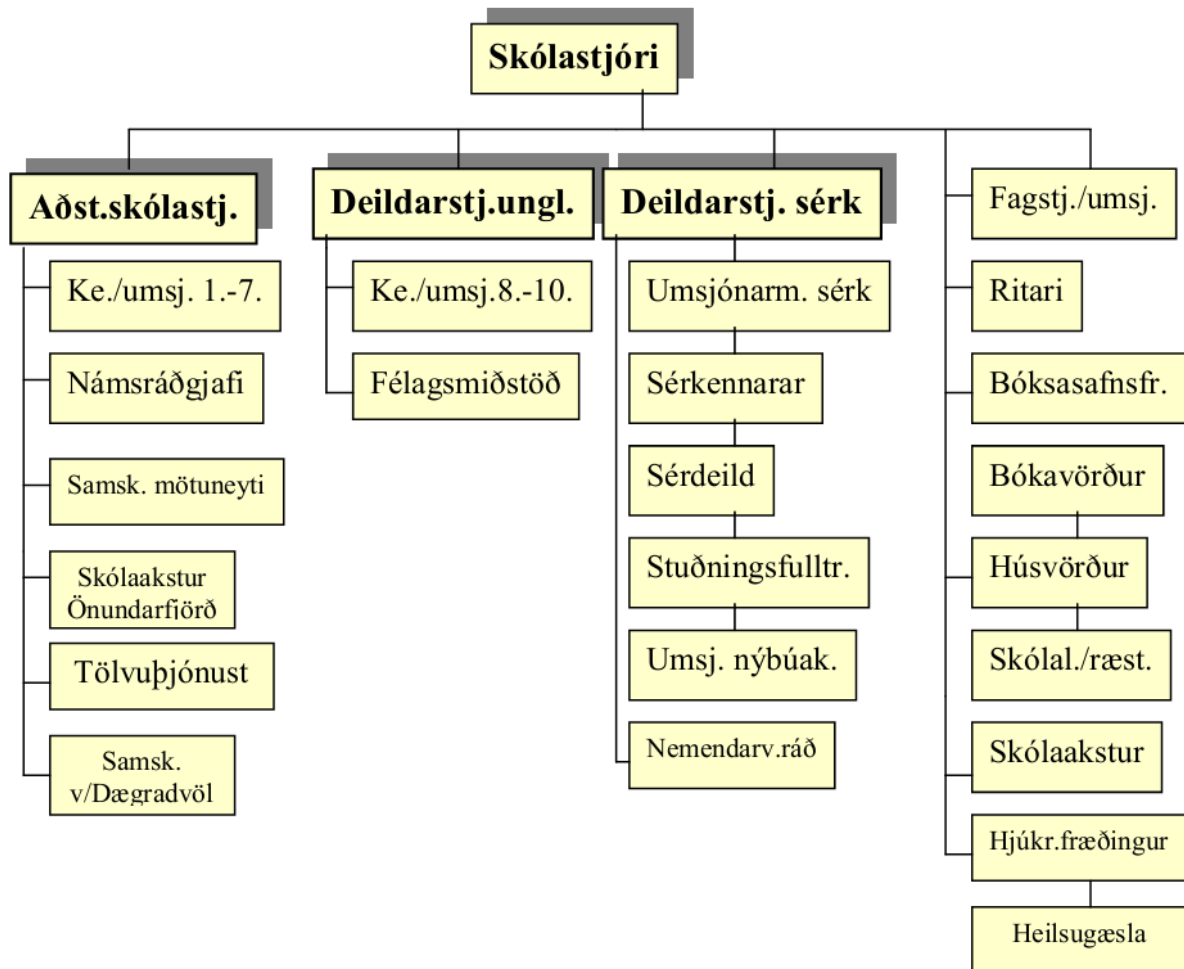 Skólastjóri
Aðst.skólastj.
Ke./umsj. 1.-7.
Námsráðgjafi
Samsk. mötuneyti
Skólaakstur
Önundarfjörð
Tölvuþjónust
Samsk.
v/Dægradvöl
Deildarstj.ungl.
Ke./umsj.8.-10.
Félagsmiðstöð
Deildarstj. sérk
Umsjónarm. sérk
Sérkennarar
Sérdeild
Stuðningsfulltr.
Umsj. nýbúak.
Nemendarv.ráð
Fagstj./umsj.
Ritari
Bóksasafnsfr.
Bókavörður
Húsvörður
Skólal./ræst.
Skólaakstur
Hjúkr.fræðingur
Heilsugæsla